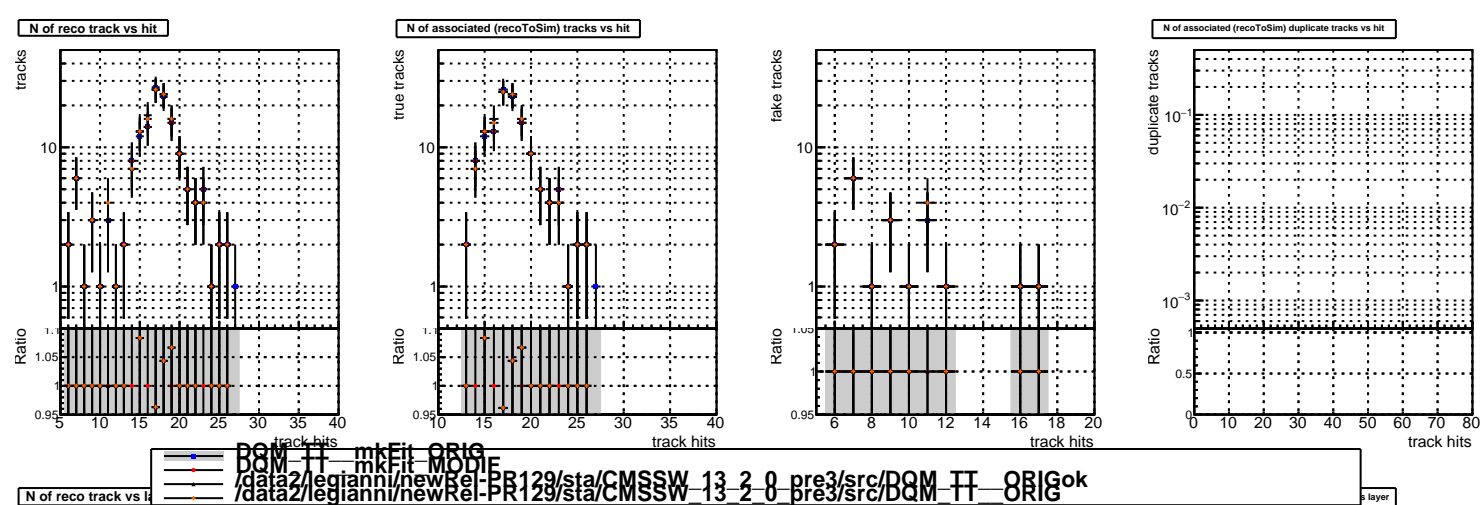 N of reco track vs hit
N of associated (recoToSim) tracks vs hit
N of associated (recoToSim) duplicate tracks vs hit
tracks
10
1
Ratio
1.1
1.05
1
0.95
5 10 15 20 25 30 35 40
track hits
true tracks
10
1
Ratio
1.1
1.05
1
0.95
10 15 20 25 30 35 40
track hits
fake tracks
10
1
Ratio
1.05
1
0.95
6 8 10 12 14 16 18 20
track hits
duplicate tracks
10−1
10−2
10−3
Ratio
1
0.5
0
0 10 20 30 40 50 60 70 80
track hits
DQM_TT__mkFit_ORIG
DQM_TT__mkFit_MODIF
/data2/legianni/newRel-PR129/sta/CMSSW_13_2_0_pre3/src/DQM_TT__ORIGok
/data2/legianni/newRel-PR129/sta/CMSSW_13_2_0_pre3/src/DQM_TT__ORIG
N of reco track vs
layer